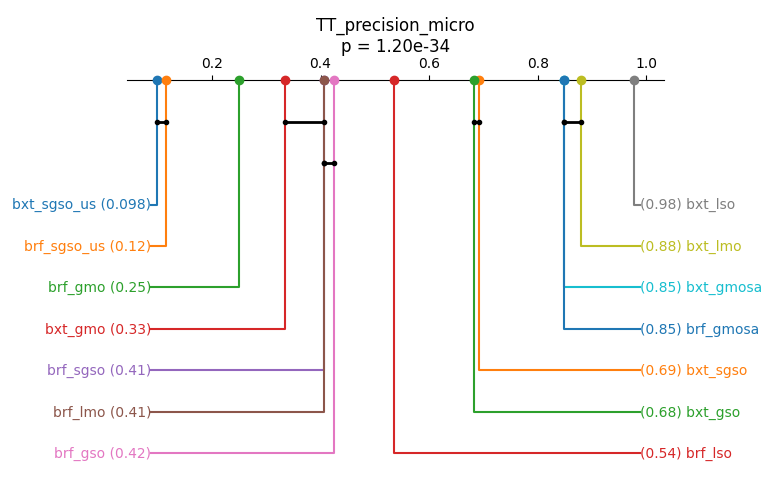 TT_precision_micro
p = 1.20e-34
0.2 0.4 0.6 0.8 1.0
bxt_sgso_us (0.098) (0.98) bxt_lso
brf_sgso_us (0.12) (0.88) bxt_lmo
brf_gmo (0.25) (0.85) bxt_gmosa
bxt_gmo (0.33) (0.85) brf_gmosa
brf_sgso (0.41) (0.69) bxt_sgso
brf_lmo (0.41) (0.68) bxt_gso
brf_gso (0.42) (0.54) brf_lso